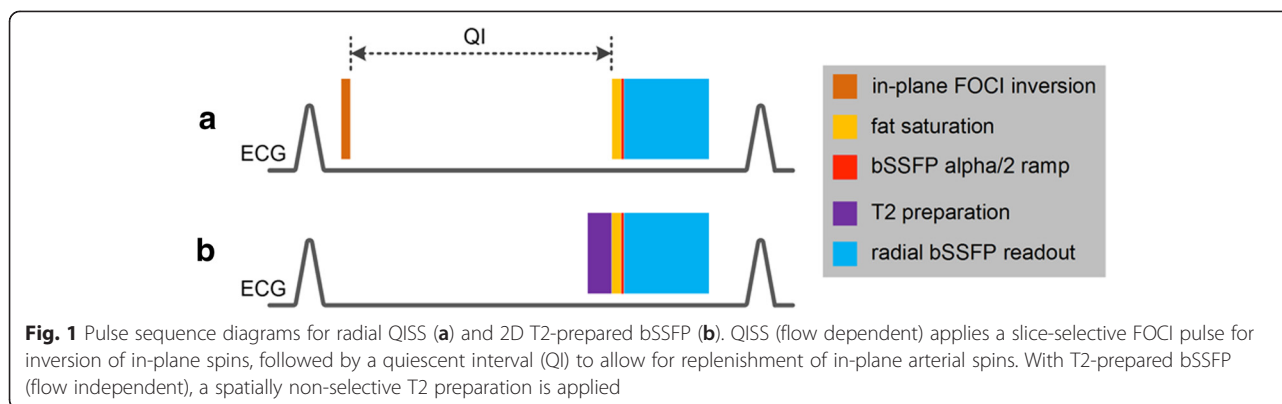 QI
a
ECG
b
ECG
in-plane FOCI inversion
fat saturation
bSSFP alpha/2 ramp
T2 preparation
radial bSSFP readout
Fig. 1 Pulse sequence diagrams for radial QISS (a) and 2D T2-prepared bSSFP (b). QISS (flow dependent) applies a slice-selective FOCI pulse for
inversion of in-plane spins, followed by a quiescent interval (QI) to allow for replenishment of in-plane arterial spins. With T2-prepared bSSFP
(flow independent), a spatially non-selective T2 preparation is applied